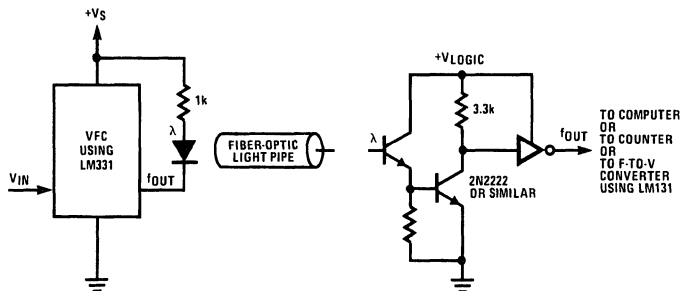 +VS
1k
λ
VFC
USING
LM331
VIN
fOUT
FIBER-OPTIC
LIGHT PIPE
+VLOGIC
3.3k
λ
2N2222
OR SIMILAR
fOUT
TO COMPUTER
OR
TO COUNTER
OR
TO F-TO-V
CONVERTER
USING LM131